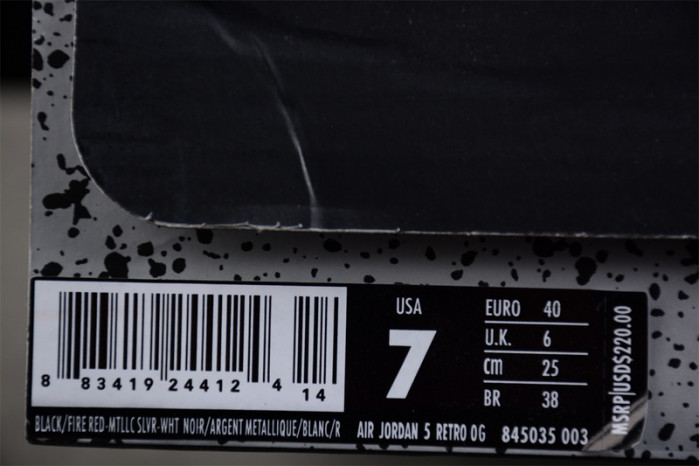 USA
7
EURO 40
U.K. 6
cm 25
BR 38
MSRP|USD$220.00
8 83419 24412 4 14
BLACK/FIRE RED-MTLLC SLVR-WHT NOIR/ARGENT METALLIQUE/BLANC/R
AIR JORDAN 5 RETRO OG 845035 003